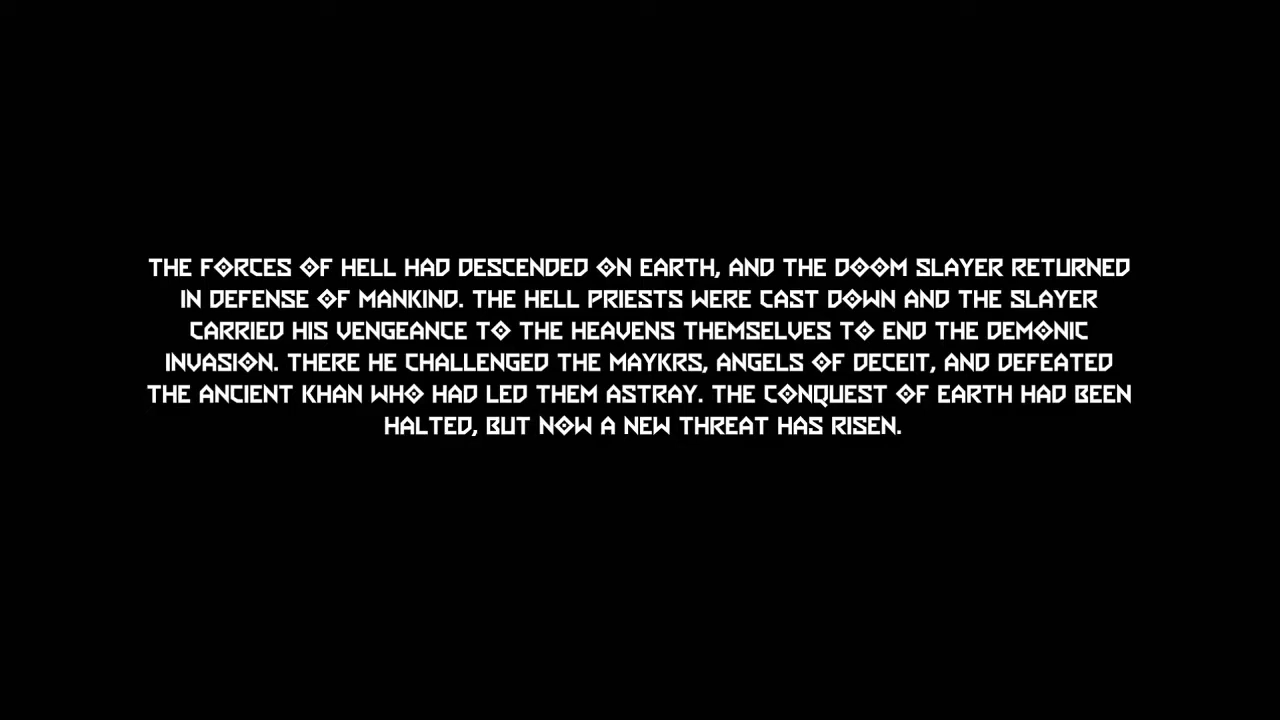 THE FORCES OF HELL HAD DESCENDED ON EARTH, AND THE DOOM SLAYER RETURNED
IN DEFENSE OF MANKIND. THE HELL PRIESTS WERE CAST DOWN AND THE SLAYER
CARRIED HIS VENGEANCE TO THE HEAVENS THEMSELVES TO END THE DEMONIC
INVASION. THERE HE CHALLENGED THE MAYKRS, ANGELS OF DECEIT, AND DEFEATED
THE ANCIENT KHAN WHO HAD LED THEM ASTRAY. THE CONQUEST OF EARTH HAD BEEN
HALTED, BUT NOW A NEW THREAT HAS RISEN.